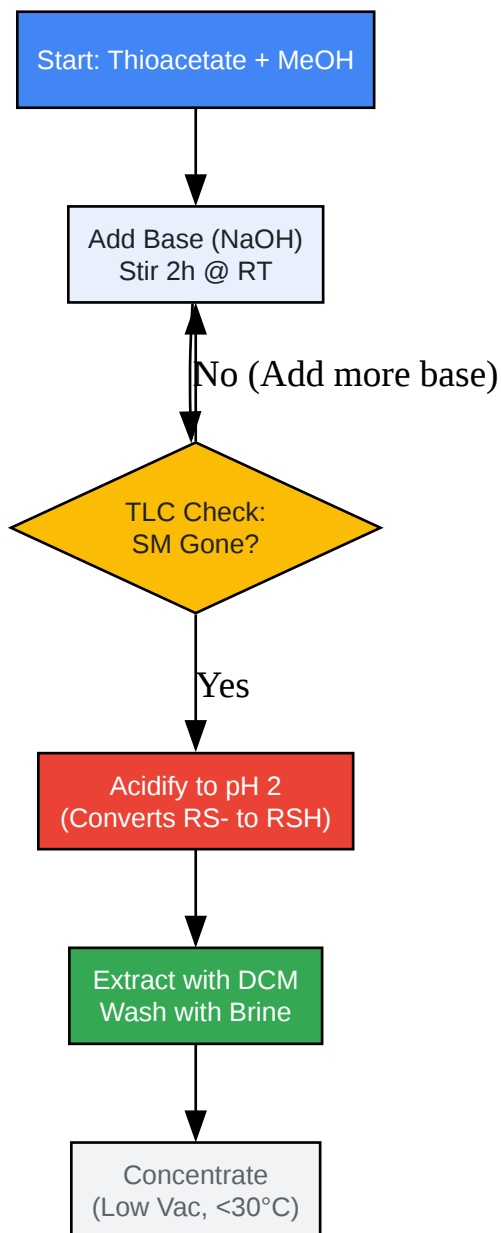 Start: Thioacetate + MeOH
Add Base (NaOH)
Stir 2h @ RT
No (Add more base)
TLC Check:
SM Gone?
Yes
Acidify to pH 2
(Converts RS- to RSH)
Extract with DCM
Wash with Brine
Concentrate
(Low Vac, <30°C)